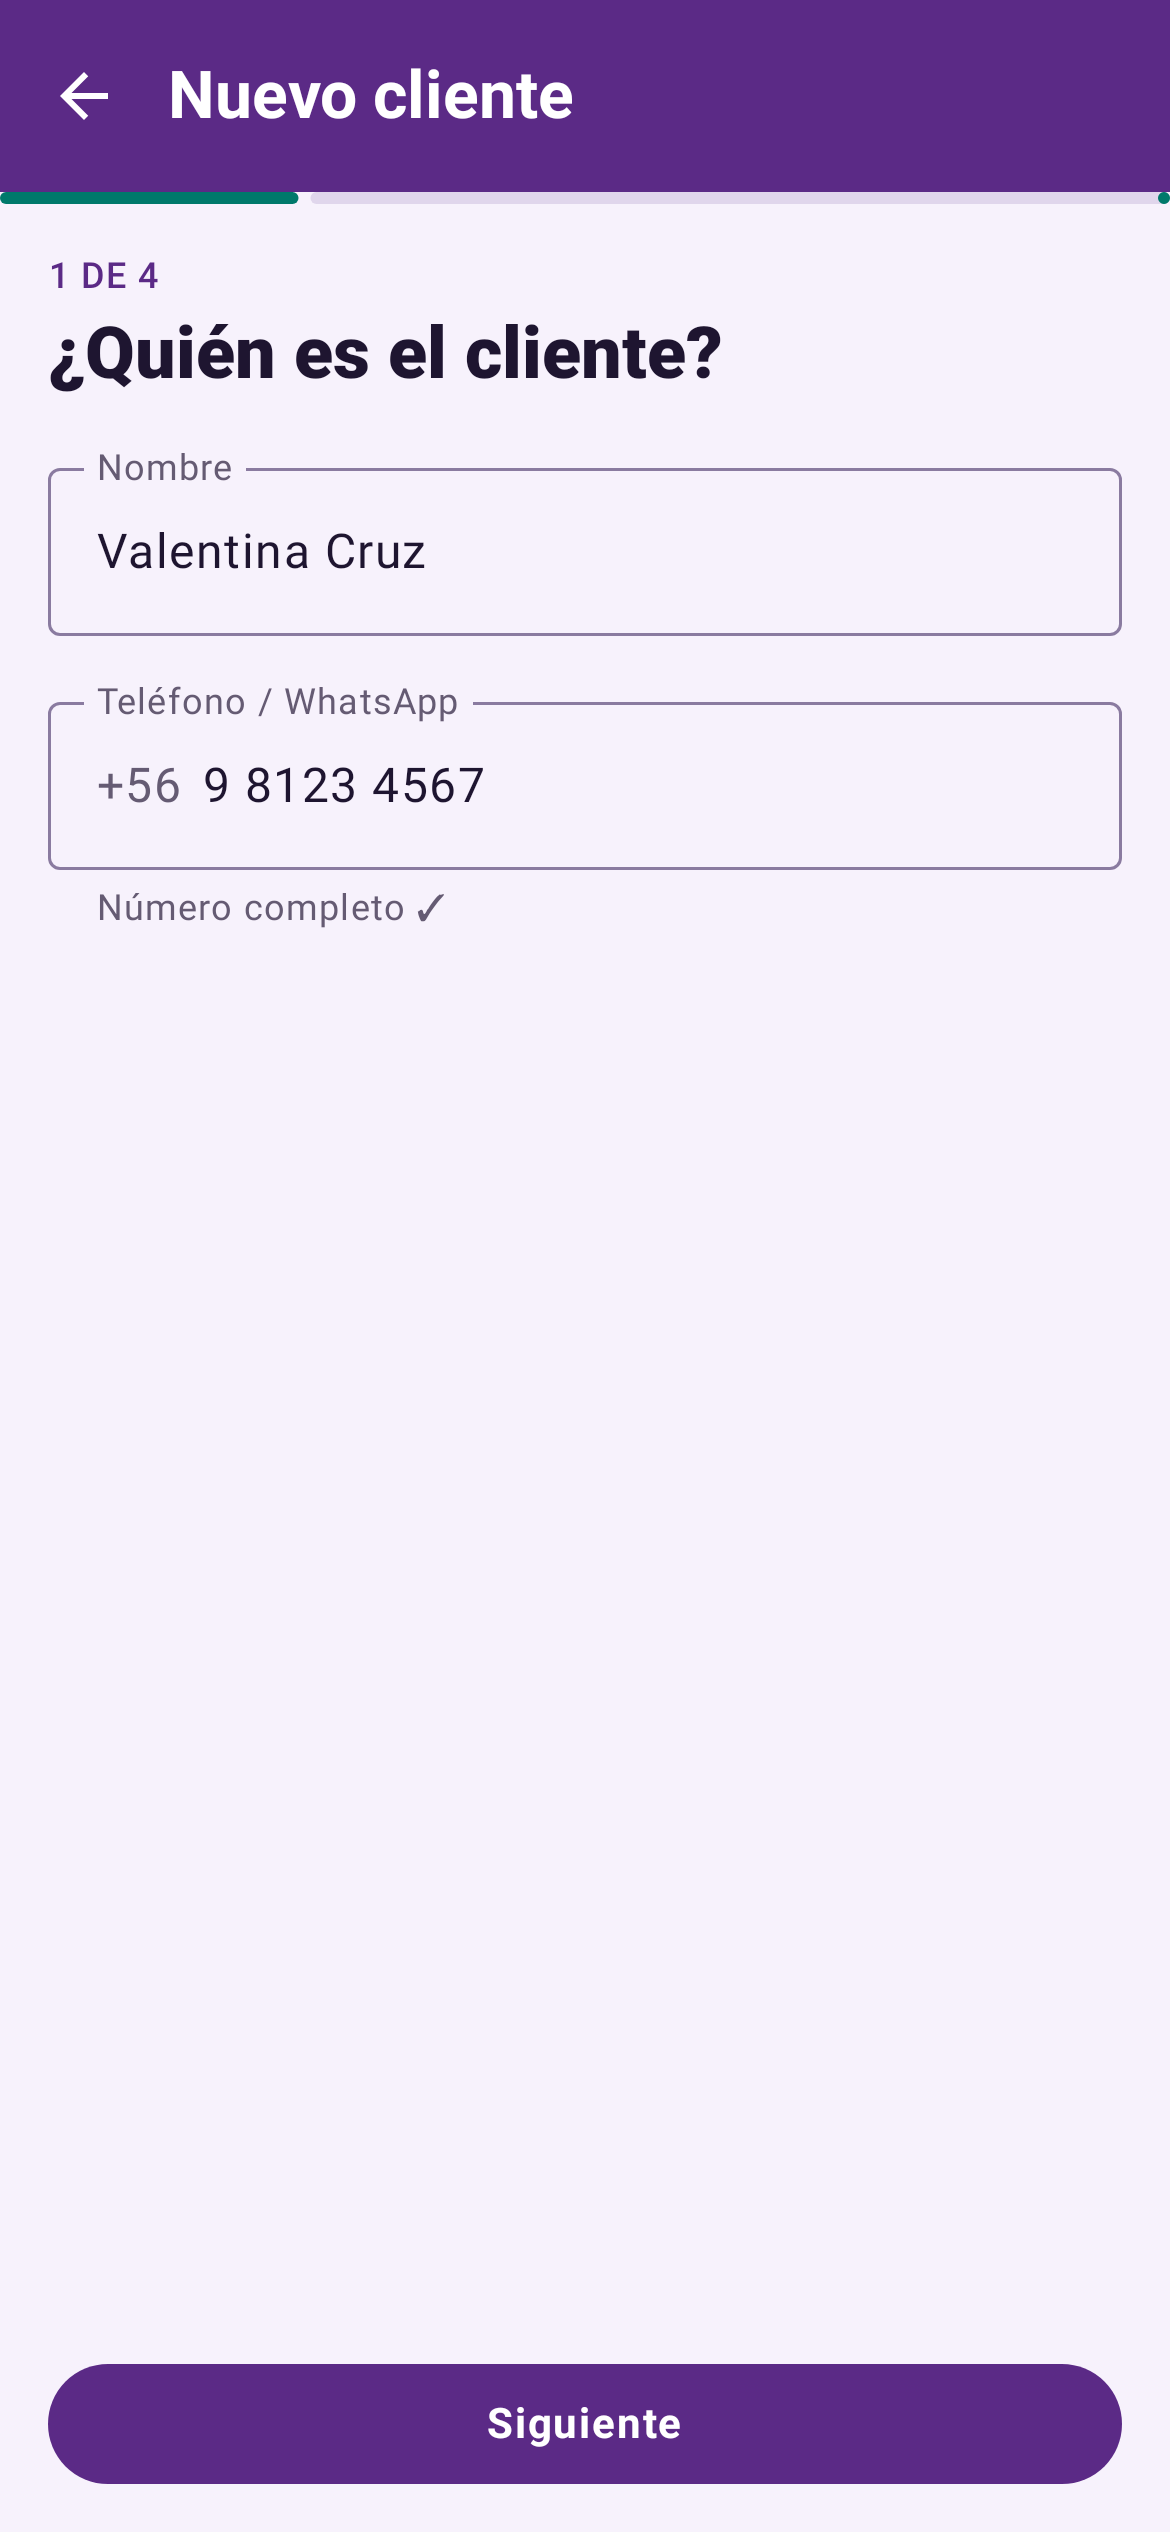 Nuevo cliente
1 DE 4
¿Quién es el cliente?
Nombre
Valentina Cruz
Teléfono / WhatsApp
+56 9 8123 4567
Número completo ✓
Siguiente